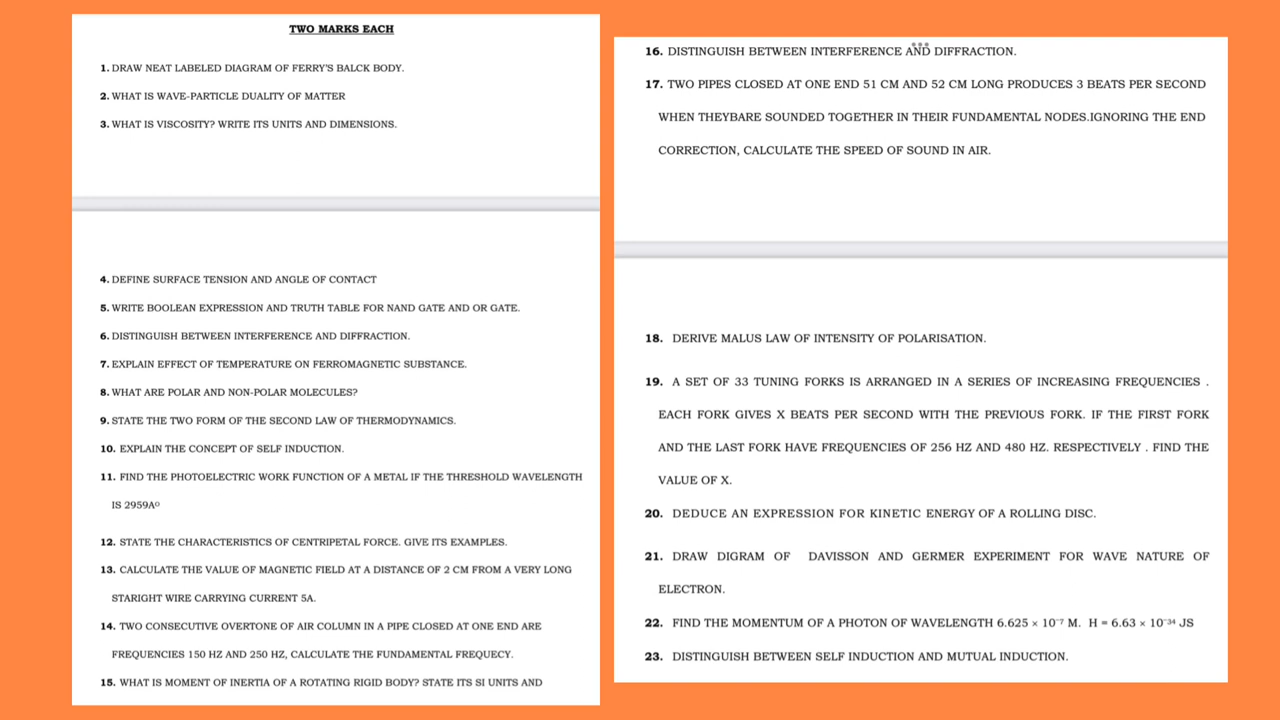 TWO MARKS EACH
1. DRAW NEAT LABELED DIAGRAM OF FERRY'S BALCK BODY.
2. WHAT IS WAVE-PARTICLE DUALITY OF MATTER
3. WHAT IS VISCOSITY? WRITE ITS UNITS AND DIMENSIONS.
4. DEFINE SURFACE TENSION AND ANGLE OF CONTACT
5. WRITE BOOLEAN EXPRESSION AND TRUTH TABLE FOR NAND GATE AND OR GATE.
6. DISTINGUISH BETWEEN INTERFERENCE AND DIFFRACTION.
7. EXPLAIN EFFECT OF TEMPERATURE ON FERROMAGNETIC SUBSTANCE.
8. WHAT ARE POLAR AND NON-POLAR MOLECULES?
9. STATE THE TWO FORM OF THE SECOND LAW OF THERMODYNAMICS.
10. EXPLAIN THE CONCEPT OF SELF INDUCTION.
11. FIND THE PHOTOELECTRIC WORK FUNCTION OF A METAL IF THE THRESHOLD WAVELENGTH
IS 2959Aº
12. STATE THE CHARACTERISTICS OF CENTRIPETAL FORCE. GIVE ITS EXAMPLES.
13. CALCULATE THE VALUE OF MAGNETIC FIELD AT A DISTANCE OF 2 CM FROM A VERY LONG
STARIGHT WIRE CARRYING CURRENT 5A.
14. TWO CONSECUTIVE OVERTONE OF AIR COLUMN IN A PIPE CLOSED AT ONE END ARE
FREQUENCIES 150 HZ AND 250 HZ, CALCULATE THE FUNDAMENTAL FREQUECY.
15. WHAT IS MOMENT OF INERTIA OF A ROTATING RIGID BODY? STATE ITS SI UNITS AND
16. DISTINGUISH BETWEEN INTERFERENCE AND DIFFRACTION.
17. TWO PIPES CLOSED AT ONE END 51 CM AND 52 CM LONG PRODUCES 3 BEATS PER SECOND
WHEN THEYBARE SOUNDED TOGETHER IN THEIR FUNDAMENTAL NODES.IGNORING THE END
CORRECTION, CALCULATE THE SPEED OF SOUND IN AIR.
18. DERIVE MALUS LAW OF INTENSITY OF POLARISATION.
19. A SET OF 33 TUNING FORKS IS ARRANGED IN A SERIES OF INCREASING FREQUENCIES .
EACH FORK GIVES X BEATS PER SECOND WITH THE PREVIOUS FORK. IF THE FIRST FORK
AND THE LAST FORK HAVE FREQUENCIES OF 256 HZ AND 480 HZ. RESPECTIVELY . FIND THE
VALUE OF X.
20. DEDUCE AN EXPRESSION FOR KINETIC ENERGY OF A ROLLING DISC.
21. DRAW DIGRAM OF DAVISSON AND GERMER EXPERIMENT FOR WAVE NATURE OF
ELECTRON.
22. FIND THE MOMENTUM OF A PHOTON OF WAVELENGTH 6.625 × 10⁻⁷ M. H = 6.63 × 10⁻³⁴ JS
23. DISTINGUISH BETWEEN SELF INDUCTION AND MUTUAL INDUCTION.